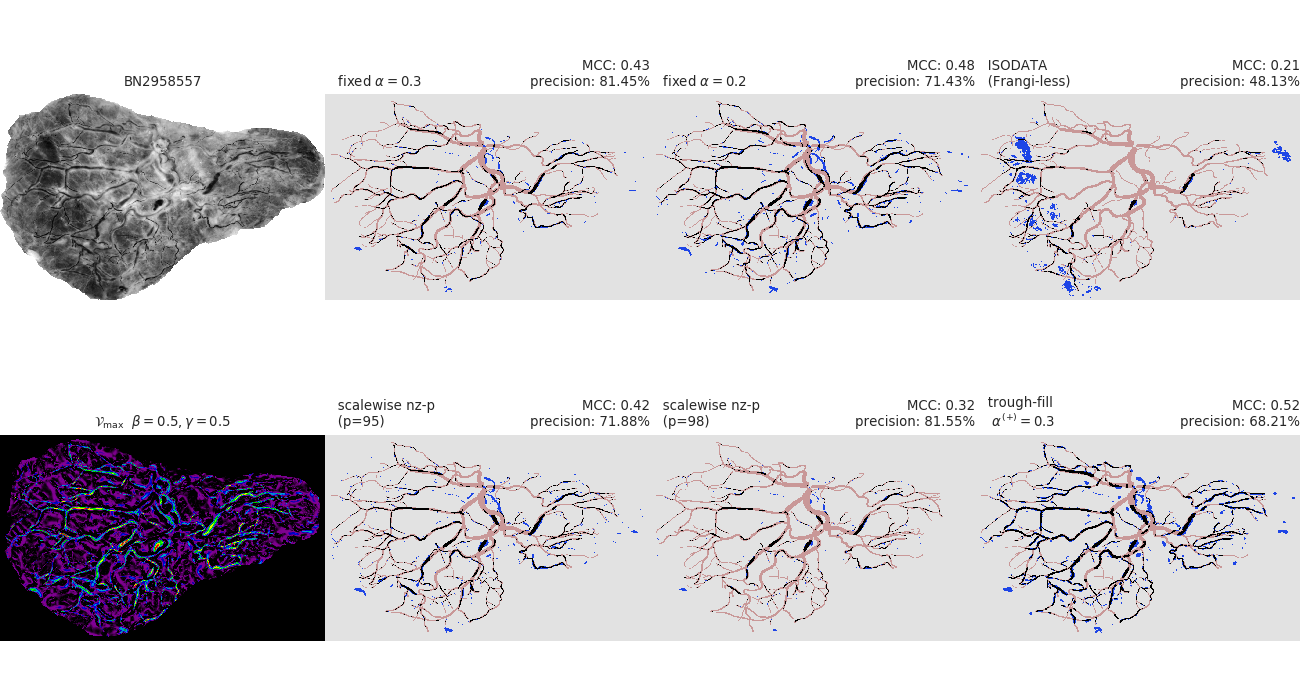 BN2958557
fixed α = 0.3
MCC: 0.43
precision: 81.45%
fixed α = 0.2
MCC: 0.48
precision: 71.43%
ISODATA
(Frangi-less)
MCC: 0.21
precision: 48.13%
𝒱max β = 0.5, γ = 0.5
scalewise nz-p
(p=95)
MCC: 0.42
precision: 71.88%
scalewise nz-p
(p=98)
MCC: 0.32
precision: 81.55%
trough-fill
α(+) = 0.3
MCC: 0.52
precision: 68.21%